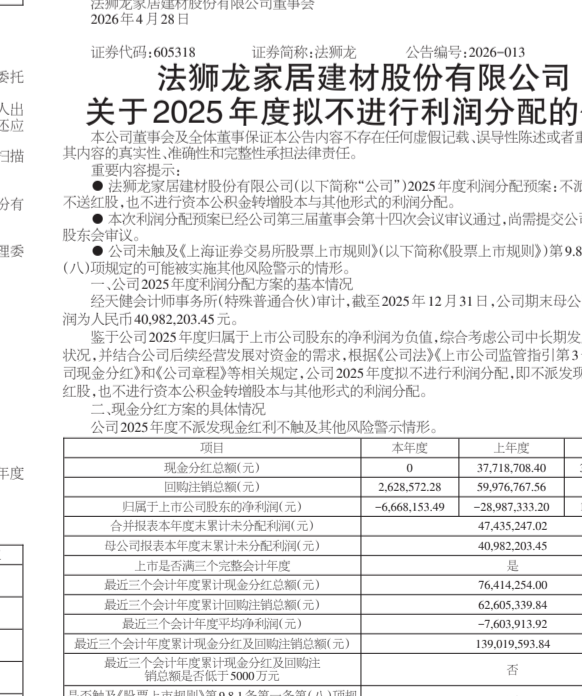 法狮龙家居建材股份有限公司董事会
2026年4月28日
证券代码:605318 证券简称:法狮龙 公告编号:2026-013
法狮龙家居建材股份有限公司
关于2025年度拟不进行利润分配的
本公司董事会及全体董事保证本公告内容不存在任何虚假记载、误导性陈述或者重
其内容的真实性、准确性和完整性承担法律责任。
重要内容提示:
● 法狮龙家居建材股份有限公司(以下简称“公司”)2025年度利润分配预案:不派
不送红股,也不进行资本公积金转增股本与其他形式的利润分配。
● 本次利润分配预案已经公司第三届董事会第十四次会议审议通过,尚需提交公司
股东会审议。
● 公司未触及《上海证券交易所股票上市规则》(以下简称《股票上市规则》)第9.8
(八)项规定的可能被实施其他风险警示的情形。
一、公司2025年度利润分配方案的基本情况
经天健会计师事务所(特殊普通合伙)审计,截至2025年12月31日,公司期末母公
润为人民币40,982,203.45元。
鉴于公司2025年度归属于上市公司股东的净利润为负值,综合考虑公司中长期发
状况,并结合公司后续经营发展对资金的需求,根据《公司法》《上市公司监管指引第3
司现金分红》和《公司章程》等相关规定,公司2025年度拟不进行利润分配,即不派发现
红股,也不进行资本公积金转增股本与其他形式的利润分配。
二、现金分红方案的具体情况
公司2025年度不派发现金红利不触及其他风险警示情形。
项目 本年度 上年度
现金分红总额(元) 0 37,718,708.40
回购注销总额(元) 2,628,572.28 59,976,767.56
归属于上市公司股东的净利润(元) -6,668,153.49 -28,987,333.20
合并报表本年度末累计未分配利润(元) 47,435,247.02
母公司报表本年度末累计未分配利润(元) 40,982,203.45
上市是否满三个完整会计年度 是
最近三个会计年度累计现金分红总额(元) 76,414,254.00
最近三个会计年度累计回购注销总额(元) 62,605,339.84
最近三个会计年度平均净利润(元) -7,603,913.92
最近三个会计年度累计现金分红及回购注销总额(元) 139,019,593.84
最近三个会计年度累计现金分红及回购注
销总额是否低于5000万元 否
是否触及《股票上市规则》第9.8.1条第一条第(八)项规
委托
人出
还应
扫描
份有
理委
年度